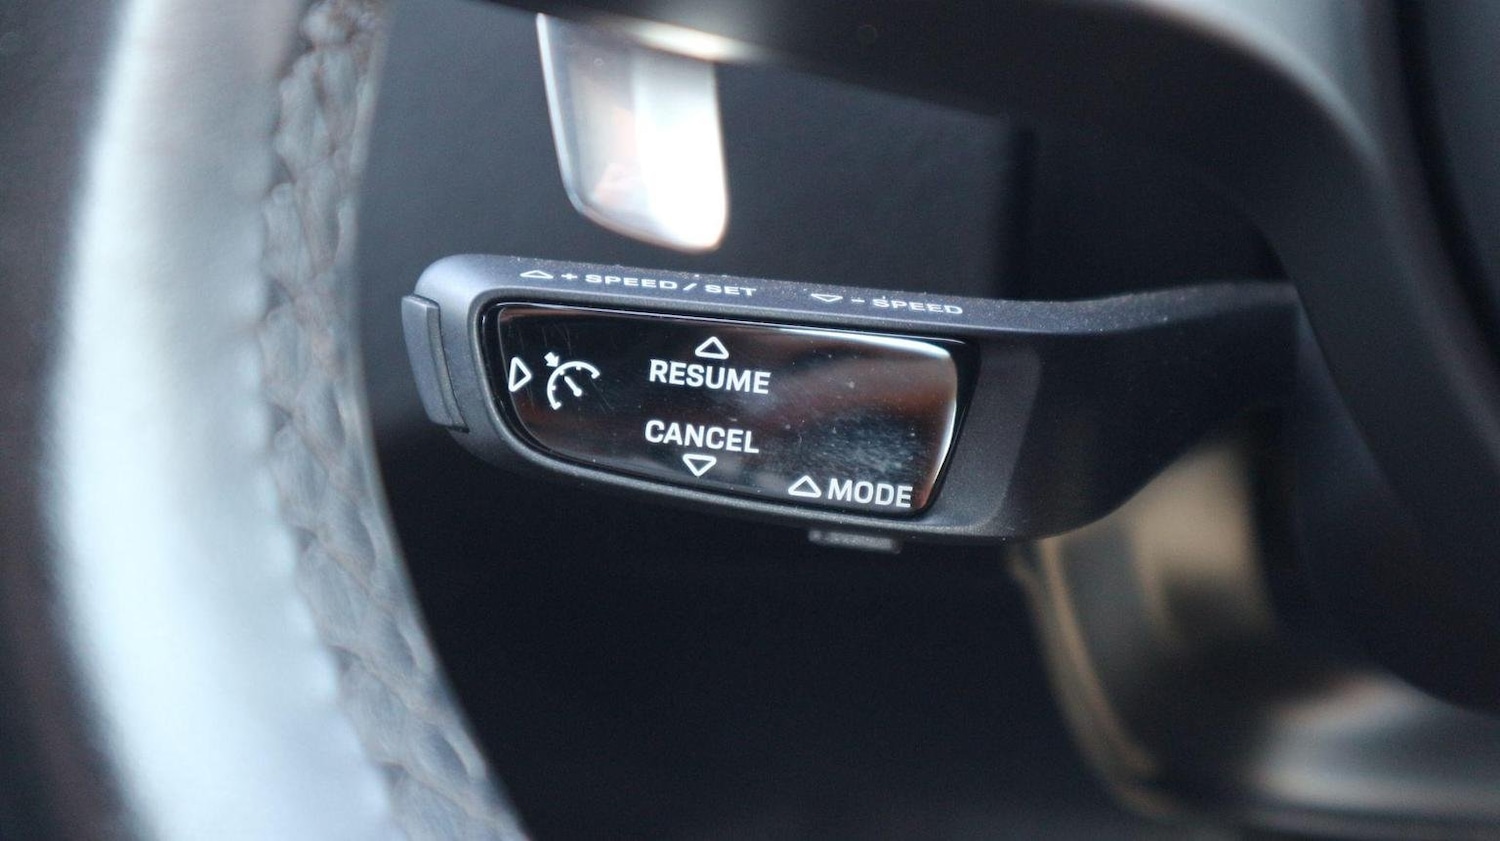 + SPEED / SET - SPEED
RESUME
CANCEL
MODE